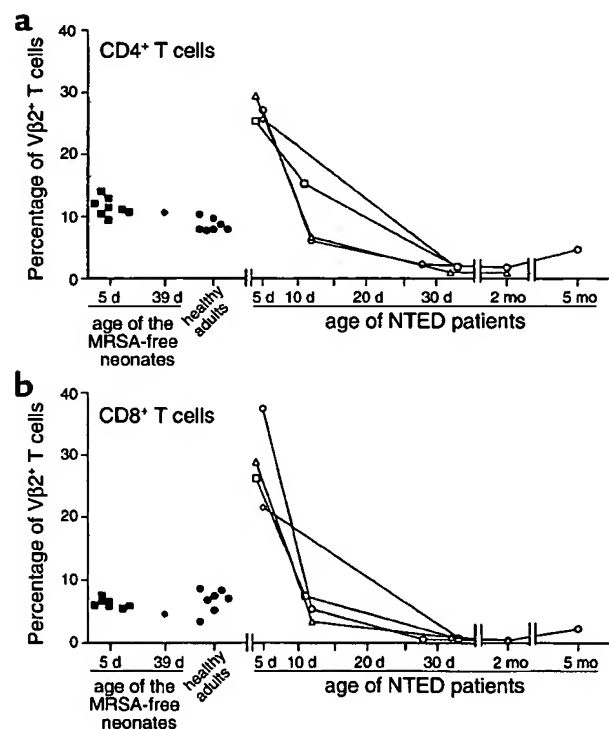 a
CD4+ T cells
Percentage of Vβ2+ T cells
40
30
20
10
0
5 d
39 d
healthy adults
age of the
MRSA-free
neonates
5 d
10 d
20 d
30 d
2 mo
5 mo
age of NTED patients
b
CD8+ T cells
Percentage of Vβ2+ T cells
40
30
20
10
0
5 d
39 d
healthy adults
age of the
MRSA-free
neonates
5 d
10 d
20 d
30 d
2 mo
5 mo
age of NTED patients